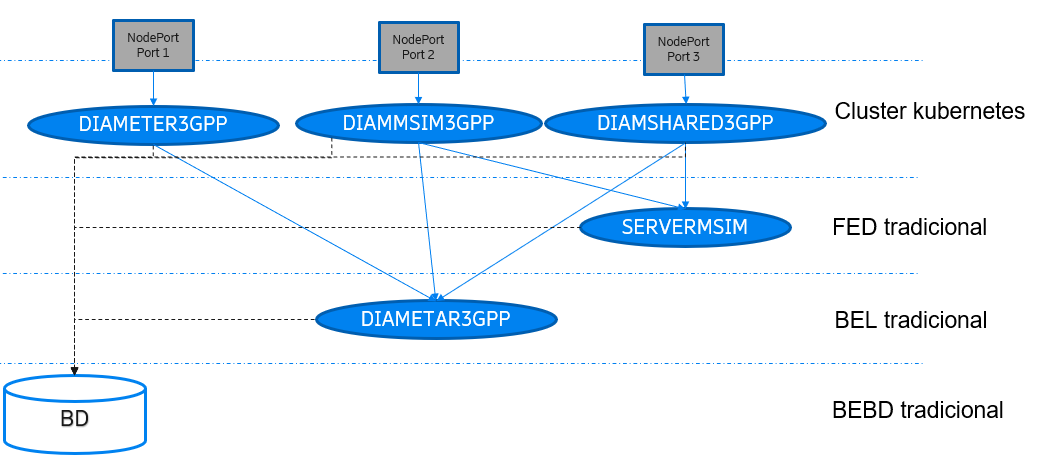 NodePort
Port 1
NodePort
Port 2
NodePort
Port 3
DIAMETER3GPP
DIAMMSIM3GPP
DIAMSHARED3GPP
Cluster kubernetes
SERVERMSIM
FED tradicional
DIAMETAR3GPP
BEL tradicional
BD
BEBD tradicional